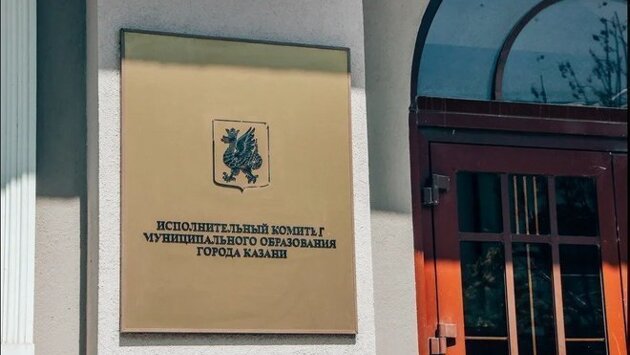 ИСПОЛНИТЕЛЬНЫЙ КОМИТЕТ
МУНИЦИПАЛЬНОГО ОБРАЗОВАНИЯ
ГОРОДА КАЗАНИ